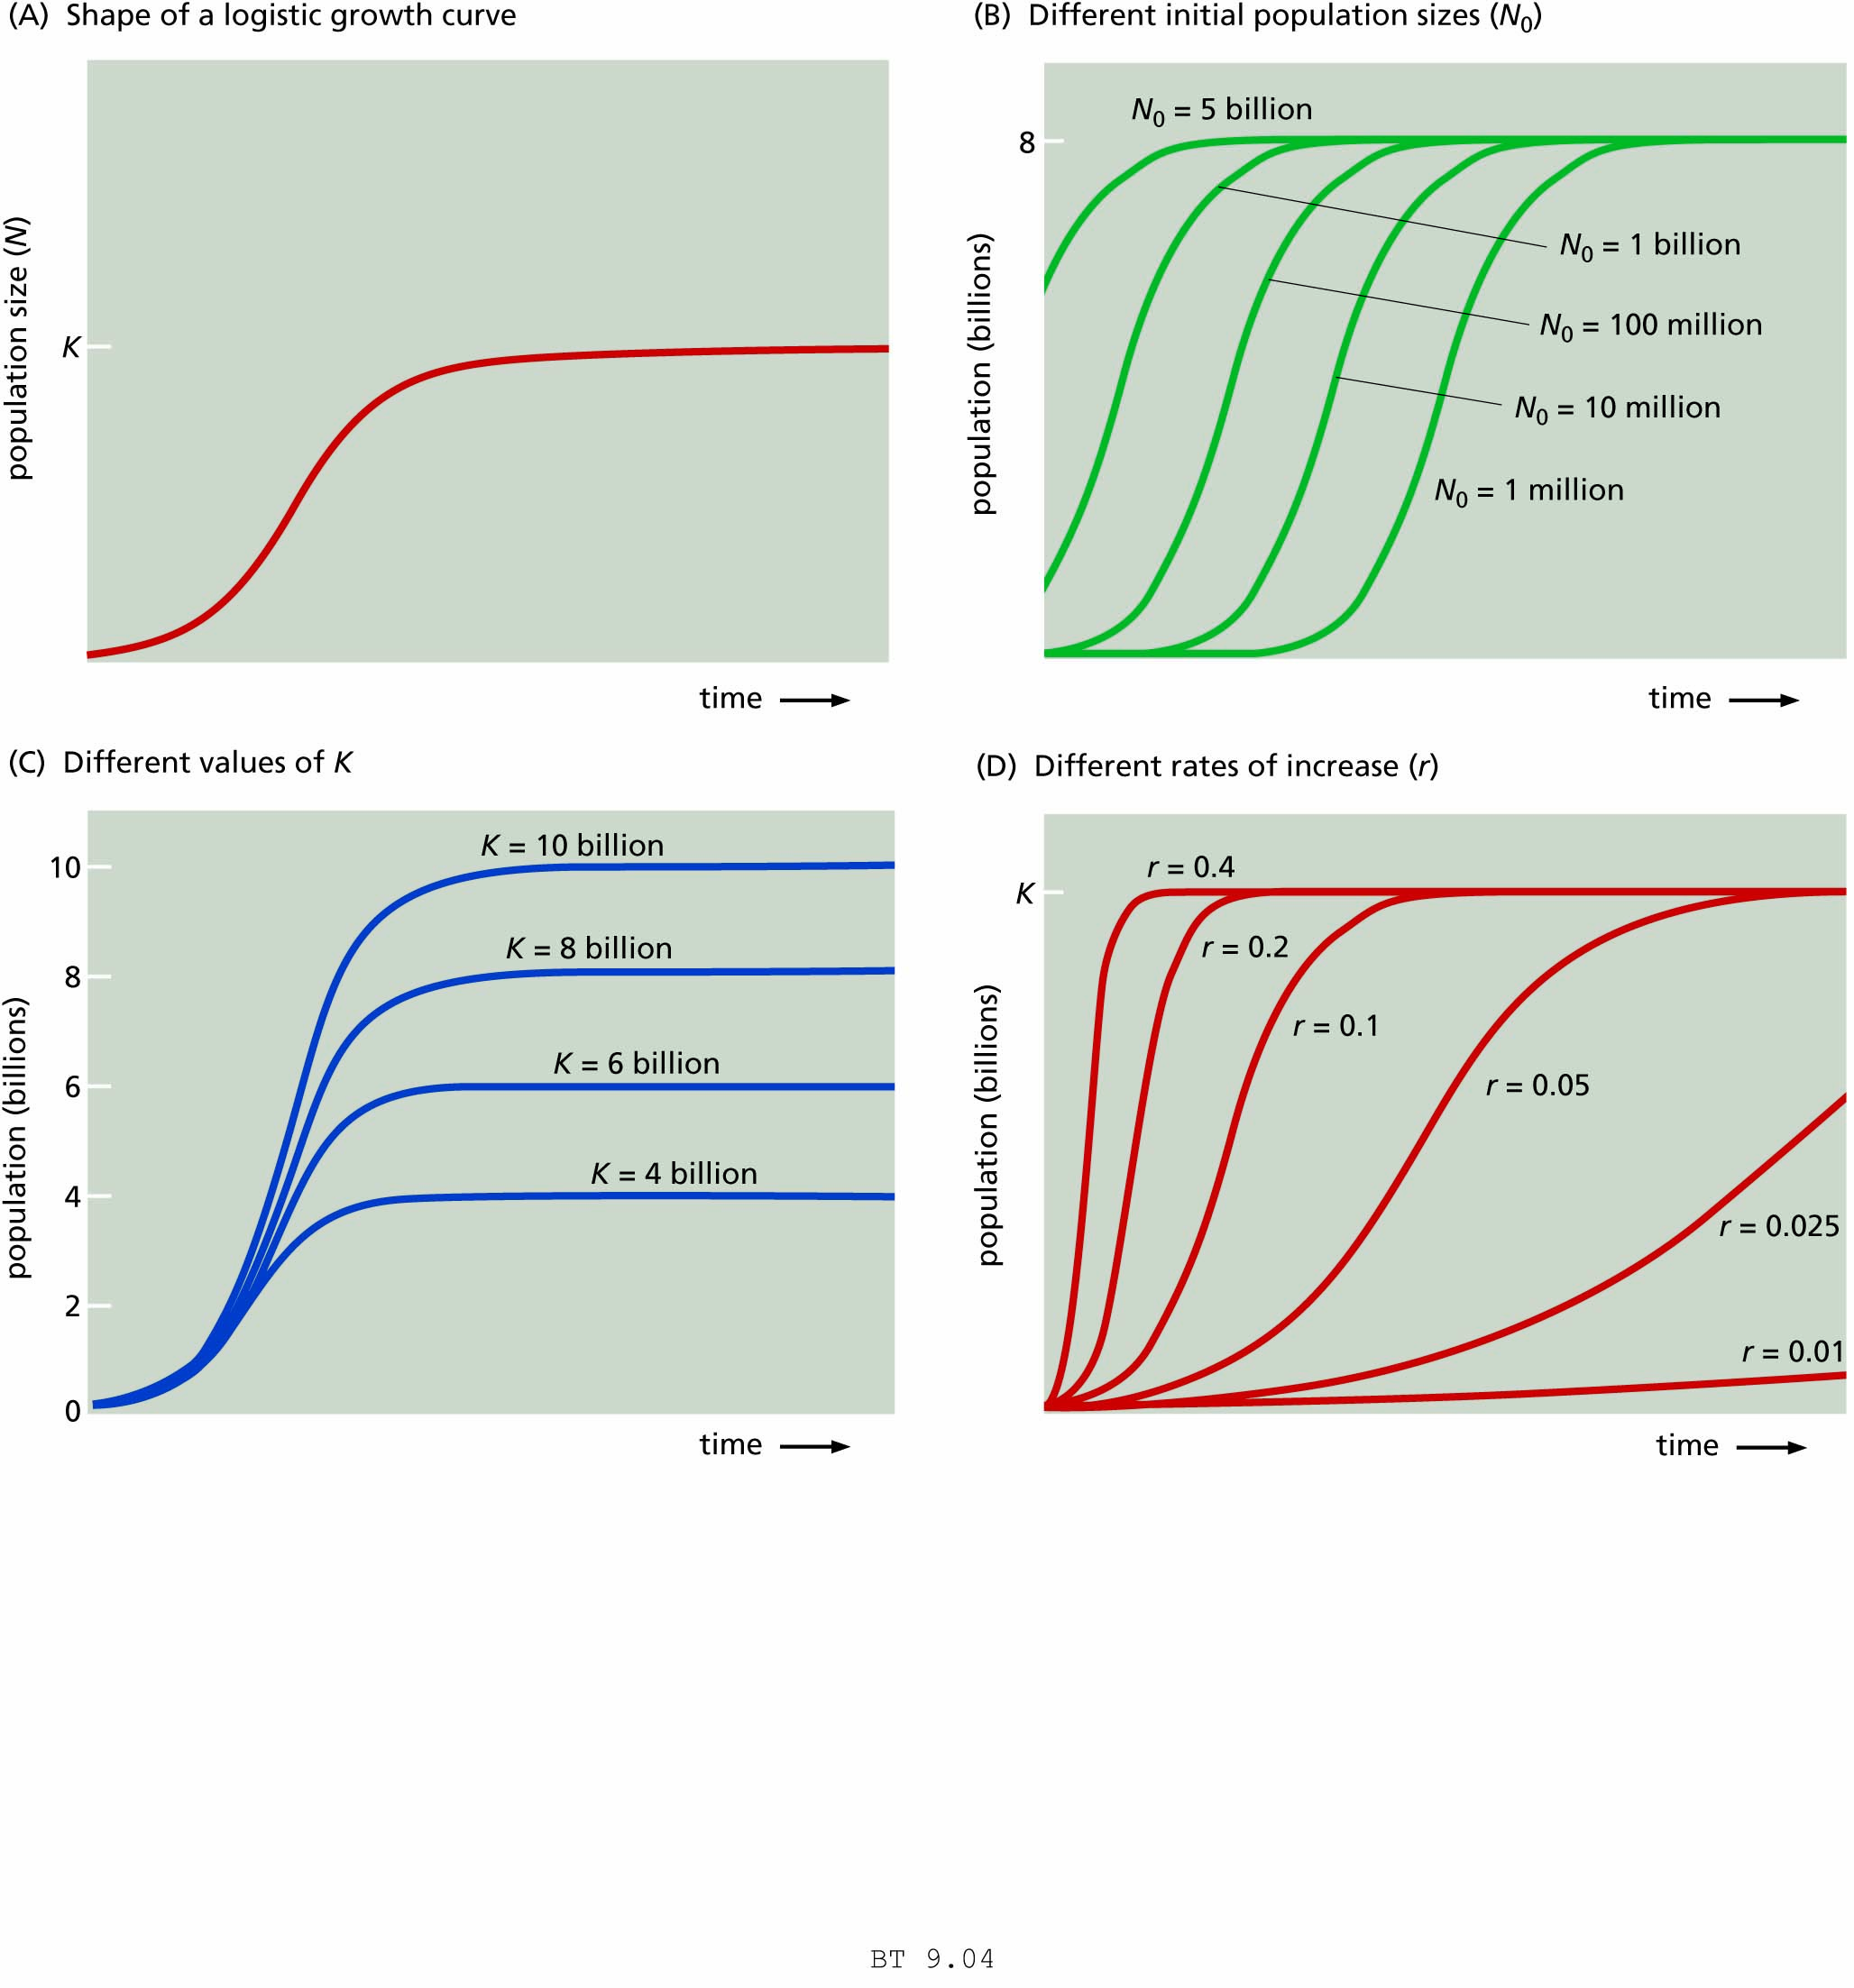 (A) Shape of a logistic growth curve
population size (N)
K
time
(B) Different initial population sizes (N₀)
population (billions)
8
N₀ = 5 billion
N₀ = 1 billion
N₀ = 100 million
N₀ = 10 million
N₀ = 1 million
time
(C) Different values of K
population (billions)
10
8
6
4
2
0
K = 10 billion
K = 8 billion
K = 6 billion
K = 4 billion
time
(D) Different rates of increase (r)
population (billions)
K
r = 0.4
r = 0.2
r = 0.1
r = 0.05
r = 0.025
r = 0.01
time
BT 9.04